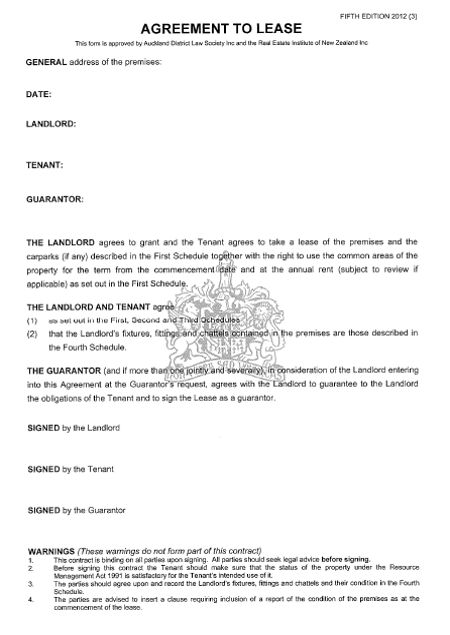 FIFTH EDITION 2012 (3)
AGREEMENT TO LEASE
This form is approved by Auckland District Law Society Inc and the Real Estate Institute of New Zealand Inc
GENERAL address of the premises:
DATE:
LANDLORD:
TENANT:
GUARANTOR:
THE LANDLORD agrees to grant and the Tenant agrees to take a lease of the premises and the
carparks (if any) described in the First Schedule together with the right to use the common areas of the
property for the term from the commencement date and at the annual rent (subject to review if
applicable) as set out in the First Schedule.
THE LANDLORD AND TENANT agree
(1) as set out in the First, Second and Third Schedules
(2) that the Landlord's fixtures, fittings and chattels contained in the premises are those described in
the Fourth Schedule.
THE GUARANTOR (and if more than one jointly and severally), in consideration of the Landlord entering
into this Agreement at the Guarantor's request, agrees with the Landlord to guarantee to the Landlord
the obligations of the Tenant and to sign the Lease as a guarantor.
SIGNED by the Landlord
SIGNED by the Tenant
SIGNED by the Guarantor
WARNINGS (These warnings do not form part of this contract)
1. This contract is binding on all parties upon signing. All parties should seek legal advice before signing.
2. Before signing this contract the Tenant should make sure that the status of the property under the Resource
Management Act 1991 is satisfactory for the Tenant's intended use of it.
3. The parties should agree upon and record the Landlord's fixtures, fittings and chattels and their condition in the Fourth
Schedule.
4. The parties are advised to insert a clause requiring inclusion of a report of the condition of the premises as at the
commencement of the lease.